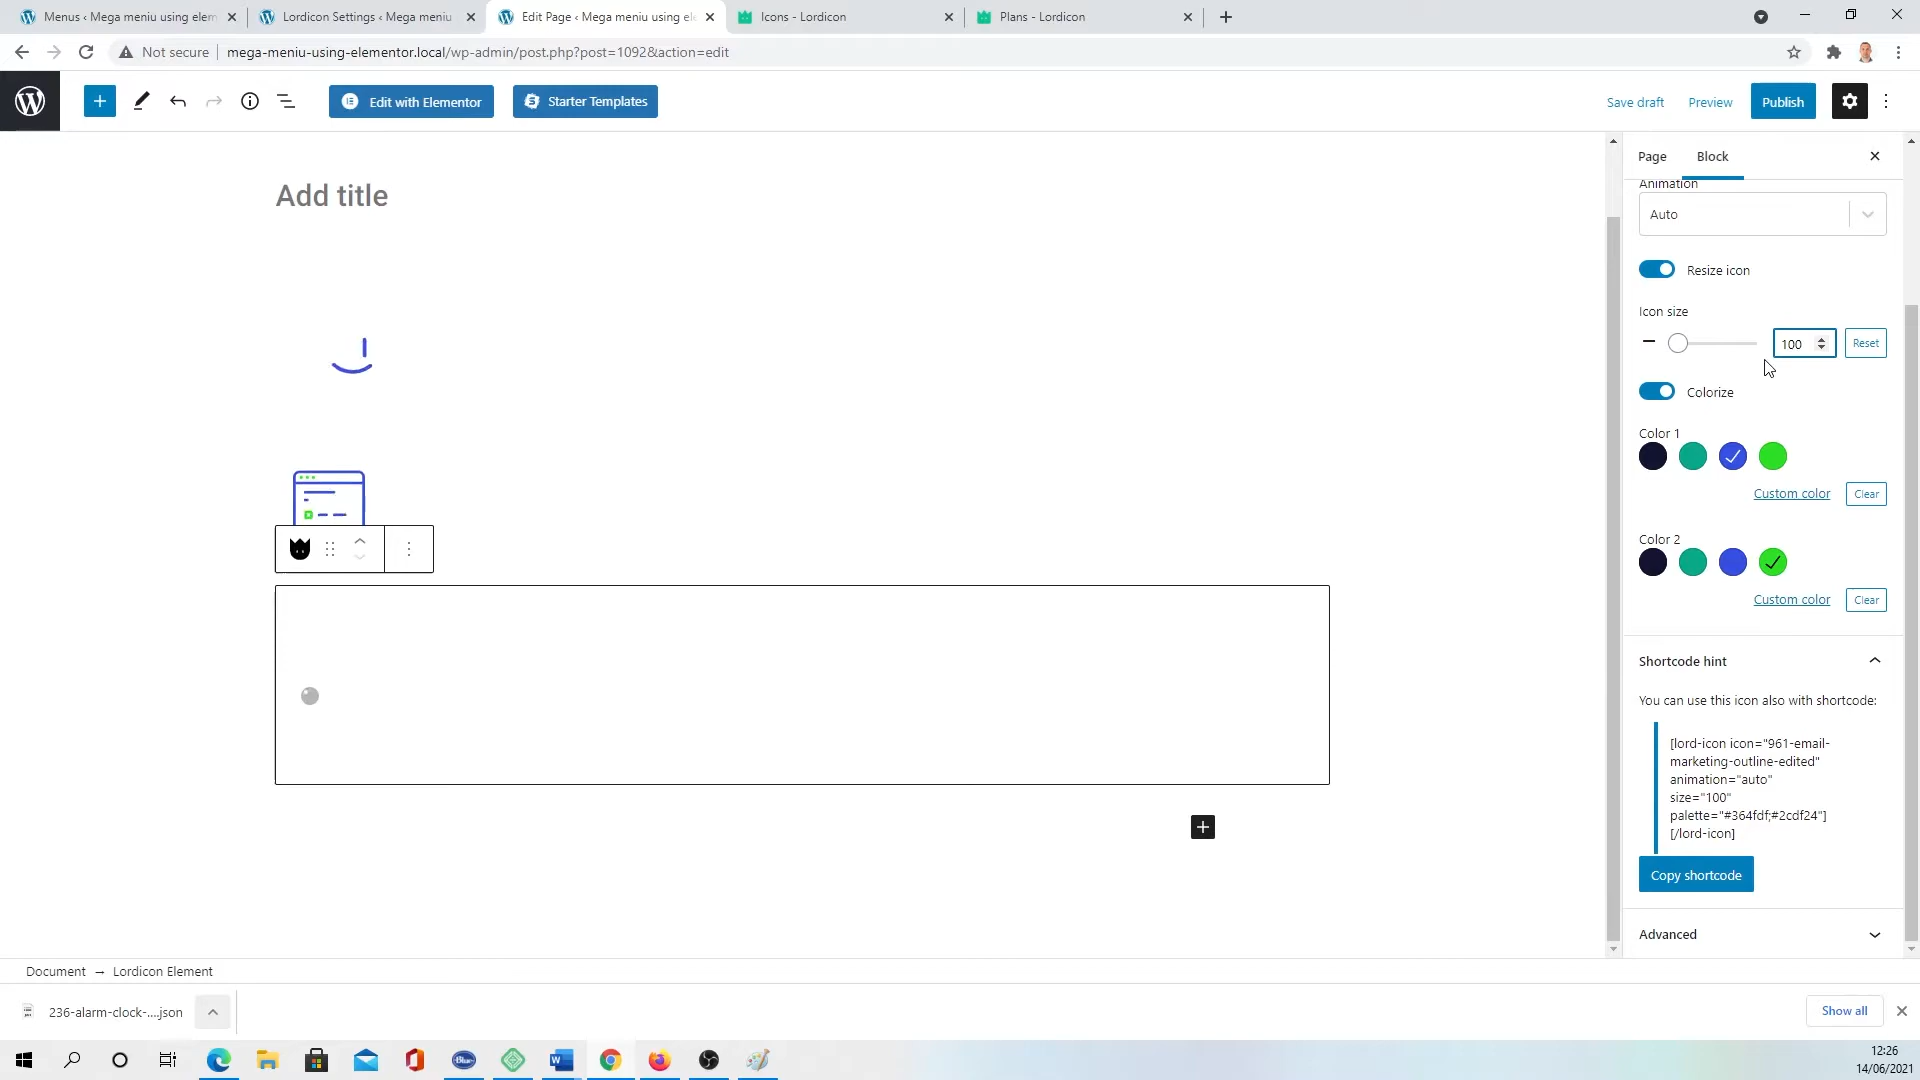 Menus ‹ Mega meniu using elem
Lordicon Settings ‹ Mega meniu
Edit Page ‹ Mega meniu using ele
Icons - Lordicon
Plans - Lordicon
Not secure
mega-meniu-using-elementor.local/wp-admin/post.php?post=1092&action=edit
Edit with Elementor
Starter Templates
Save draft
Preview
Publish
Page
Block
Add title
Animation
Auto
Resize icon
Icon size
100
Reset
Colorize
Color 1
Custom color
Clear
Color 2
Custom color
Clear
Shortcode hint
You can use this icon also with shortcode:
[lord-icon icon="961-email-
marketing-outline-edited"
animation="auto"
size="100"
palette="#364fdf;#2cdf24"]
[/lord-icon]
Copy shortcode
Advanced
Document → Lordicon Element
236-alarm-clock-....json
Show all
Blue
12:26
14/06/2021